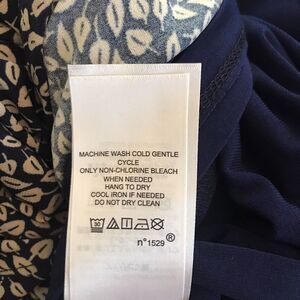 MACHINE WASH COLD GENTLE
CYCLE
ONLY NON-CHLORINE BLEACH
WHEN NEEDED
HANG TO DRY
COOL IRON IF NEEDED
DO NOT DRY CLEAN
n°1529®